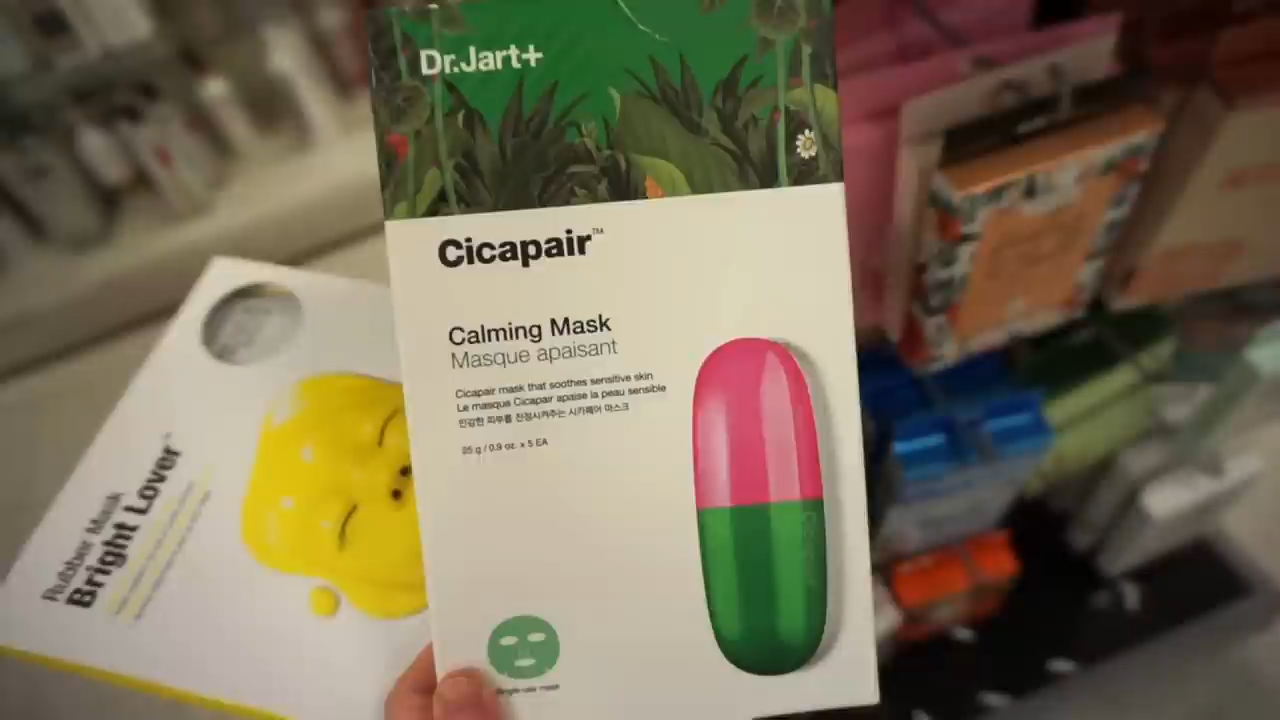 Dr.Jart+
Cicapair™
Calming Mask
Masque apaisant
Cicapair mask that soothes sensitive skin
Le masque Cicapair apaise la peau sensible
민감한 피부를 진정시켜주는 시카페어 마스크
25 g / 0.9 oz. x 5 EA
Rubber Mask
Bright Lover™